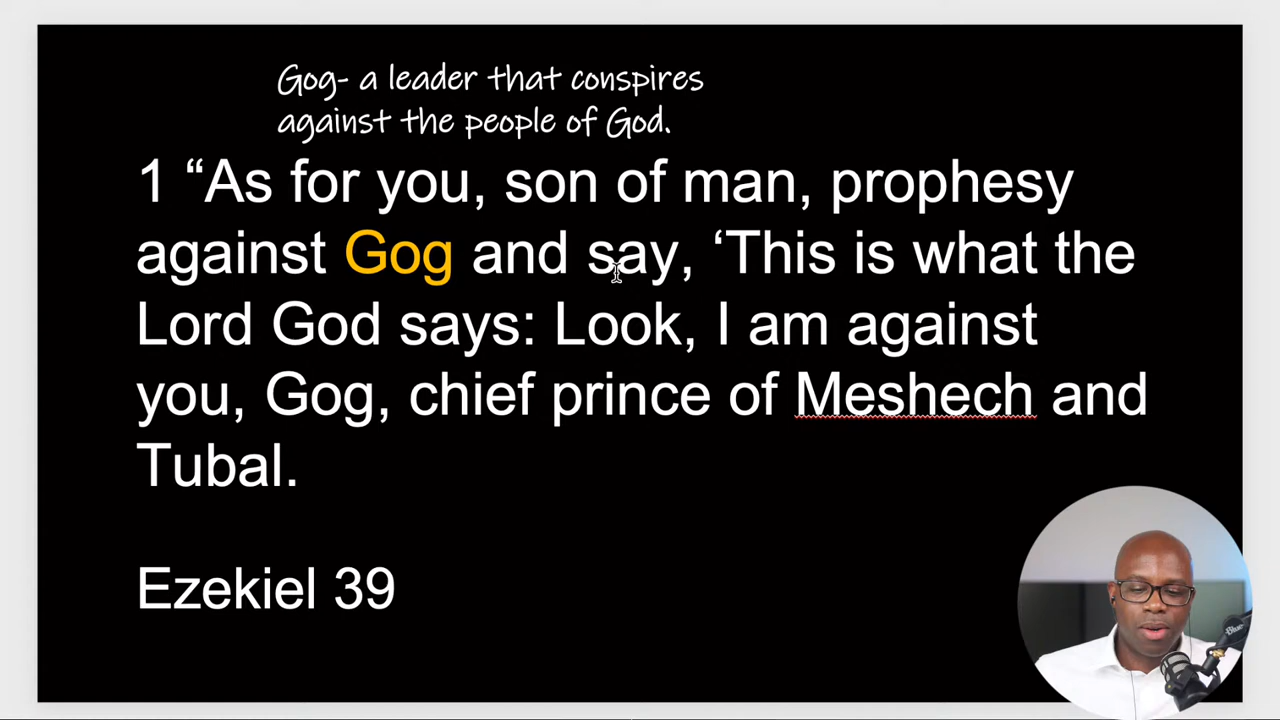 Gog- a leader that conspires
against the people of God.
1 “As for you, son of man, prophesy
against Gog and say, ‘This is what the
Lord God says: Look, I am against
you, Gog, chief prince of Meshech and
Tubal.
Ezekiel 39